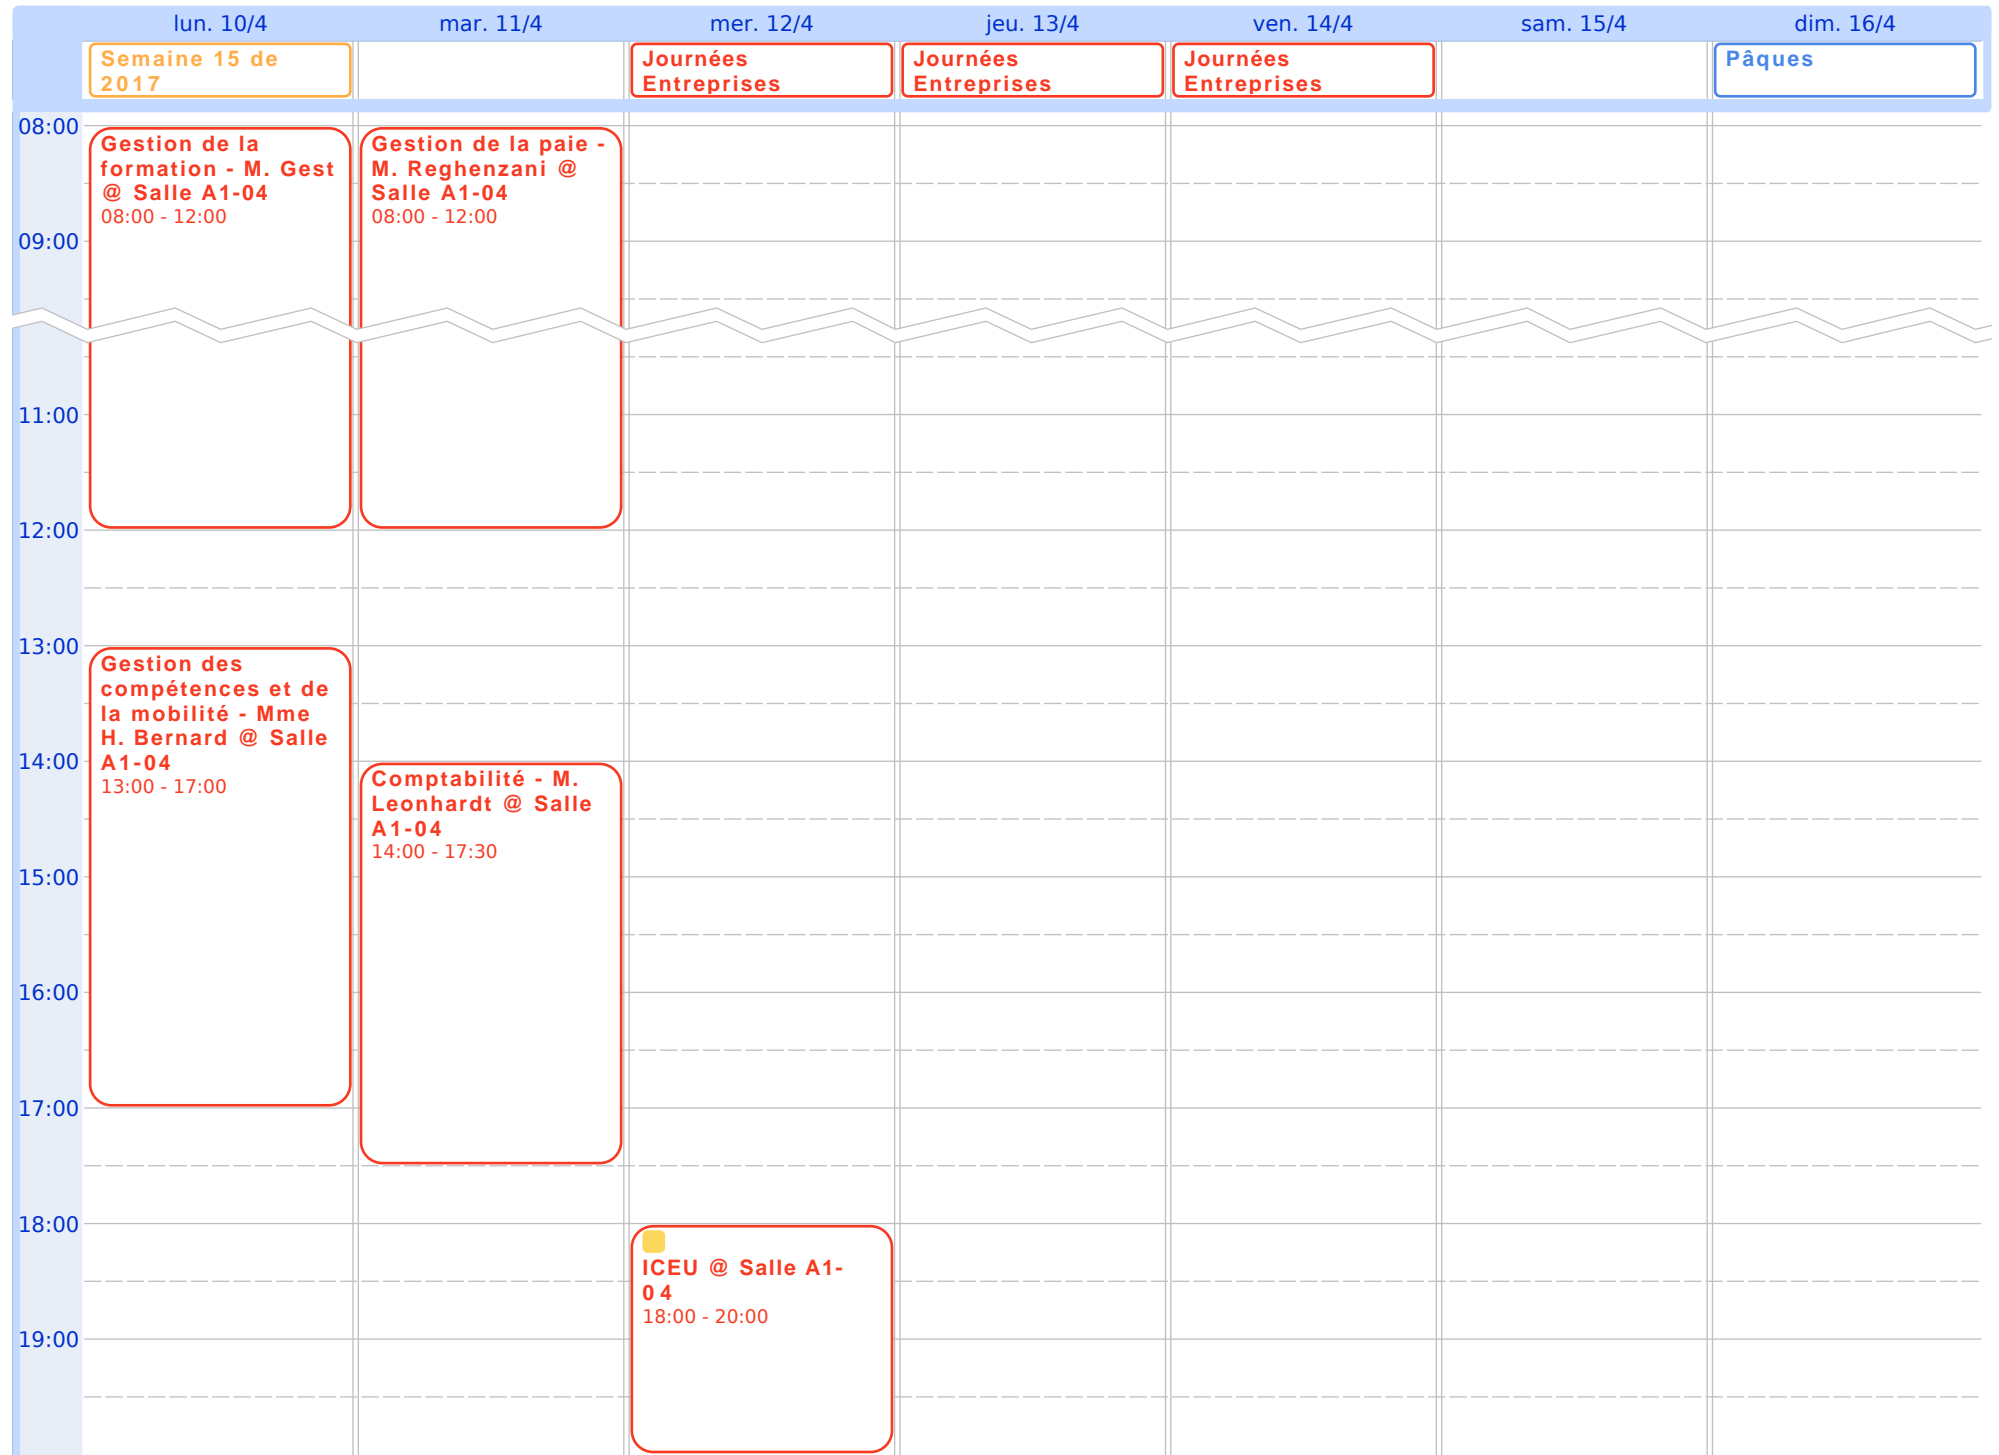 lun. 10/4
mar. 11/4
mer. 12/4
jeu. 13/4
ven. 14/4
sam. 15/4
dim. 16/4
Semaine 15 de
2017
Journées
Entreprises
Journées
Entreprises
Journées
Entreprises
Pâques
08:00
09:00
11:00
12:00
13:00
14:00
15:00
16:00
17:00
18:00
19:00
Gestion de la
formation - M. Gest
@ Salle A1-04
08:00 - 12:00
Gestion des
compétences et de
la mobilité - Mme
H. Bernard @ Salle
A1-04
13:00 - 17:00
Gestion de la paie -
M. Reghenzani @
Salle A1-04
08:00 - 12:00
Comptabilité - M.
Leonhardt @ Salle
A1-04
14:00 - 17:30
ICEU @ Salle A1-
04
18:00 - 20:00